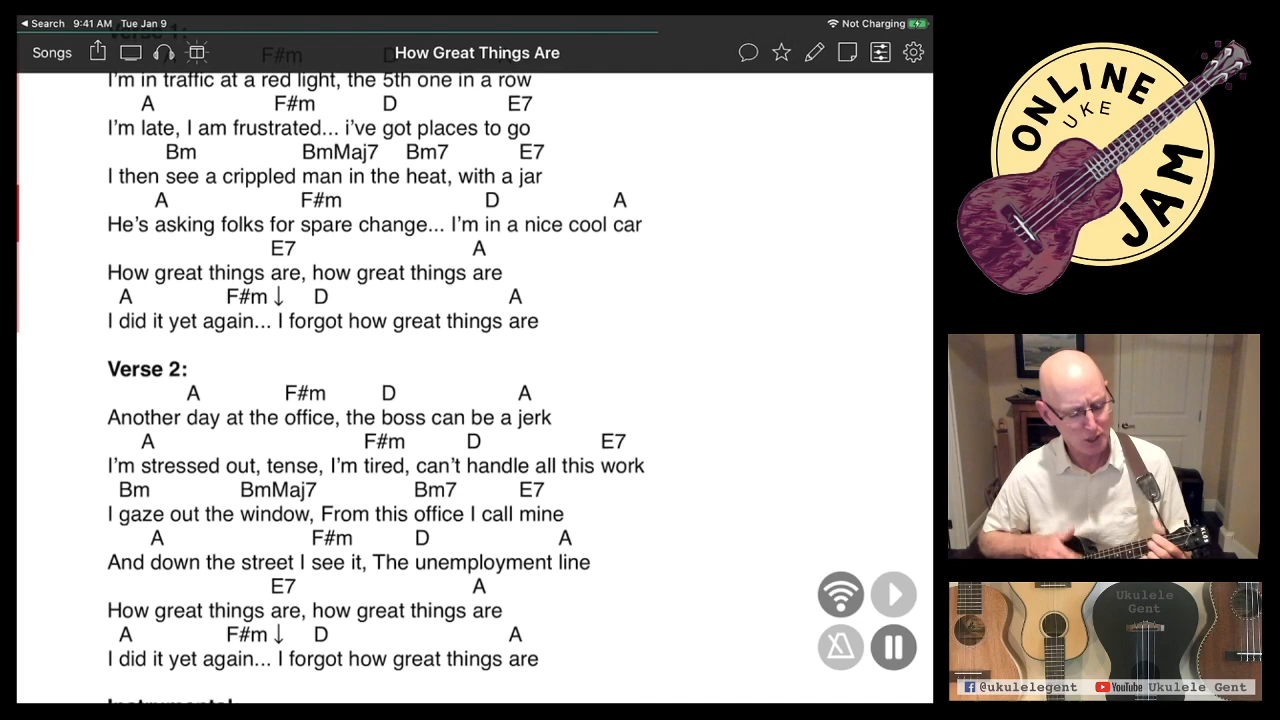 Search 9:41 AM Tue Jan 9
Not Charging
Songs
How Great Things Are
Verse 1:
F#m D
I'm in traffic at a red light, the 5th one in a row
A F#m D E7
I'm late, I am frustrated... i've got places to go
Bm BmMaj7 Bm7 E7
I then see a crippled man in the heat, with a jar
A F#m D A
He's asking folks for spare change... I'm in a nice cool car
E7 A
How great things are, how great things are
A F#m ↓ D A
I did it yet again... I forgot how great things are
Verse 2:
A F#m D A
Another day at the office, the boss can be a jerk
A F#m D E7
I'm stressed out, tense, I'm tired, can't handle all this work
Bm BmMaj7 Bm7 E7
I gaze out the window, From this office I call mine
A F#m D A
And down the street I see it, The unemployment line
E7 A
How great things are, how great things are
A F#m ↓ D A
I did it yet again... I forgot how great things are
Instrumental
ONLINE
UKE
JAM
Ukulele
Gent
@ukulelegent YouTube Ukulele Gent